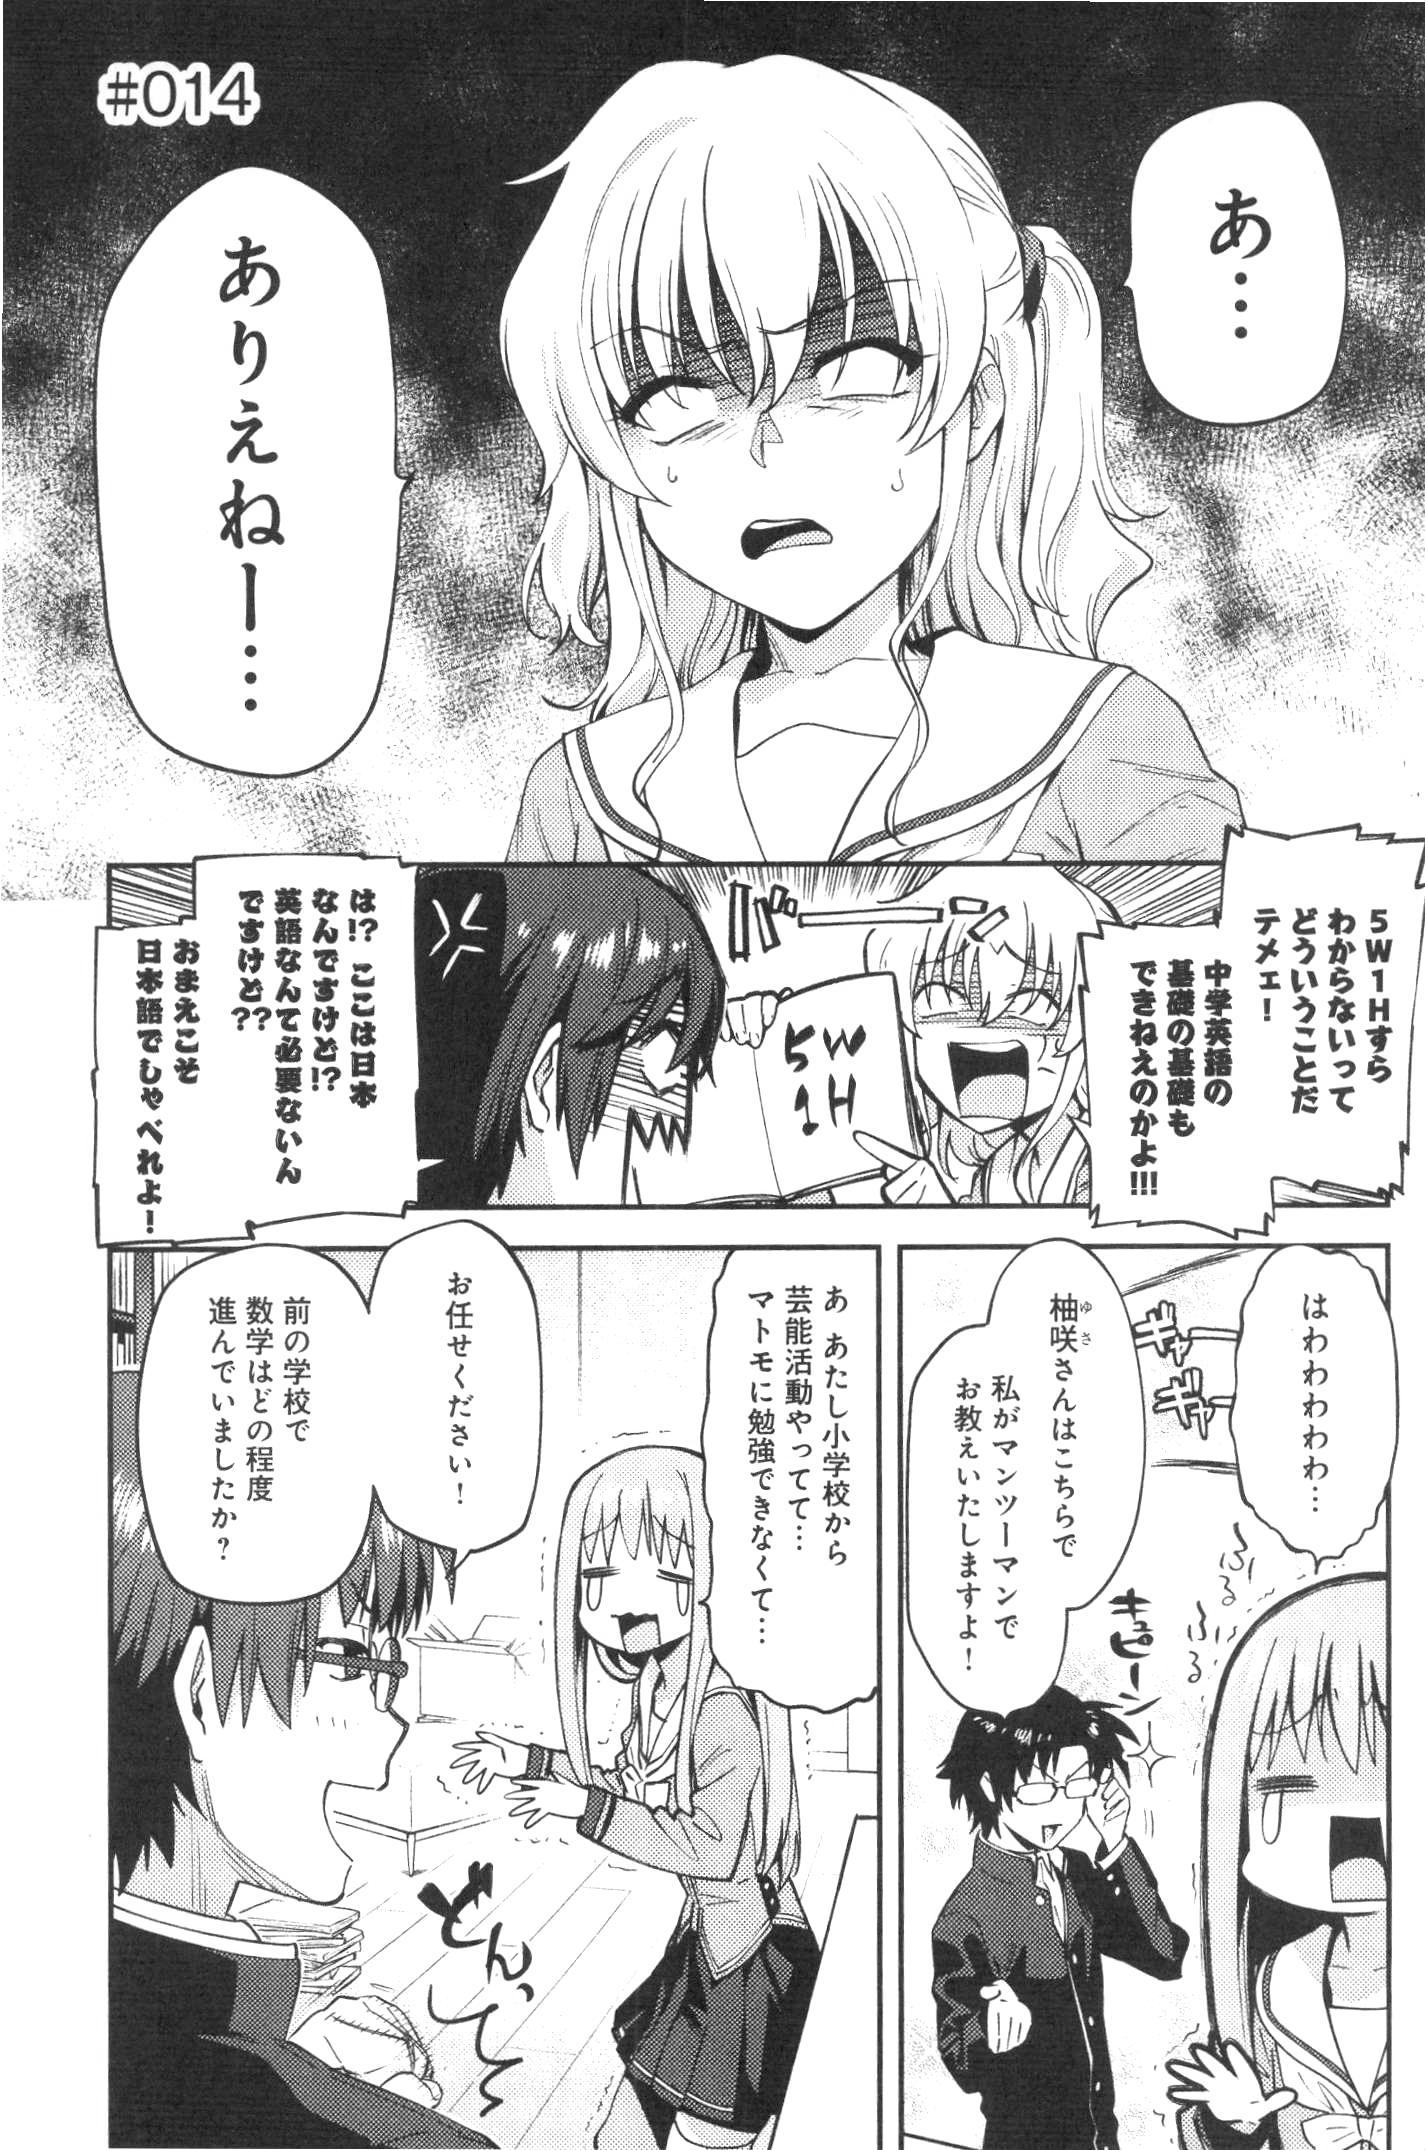 #014
あ…
ありえねー…
5W1Hすら
わからないって
どういうことだ
テメェ！
中学英語の
基礎の基礎も
できねえのかよ!!!
バーン
5W
1H
は!? ここは日本
なんですけど!?
英語なんて必要ないん
ですけど??
おまえこそ
日本語でしゃべれよ！
はわわわわわ…
ギャー
ギャー
ふる
ふる
柚咲さんはこちらで
ゆさ
私がマンツーマンで
お教えいたしますよ！
キュピーン
あ あたし小学校から
芸能活動やってて…
マトモに勉強できなくて…
お任せください！
前の学校で
数学はどの程度
進んでいましたか？
どんっ